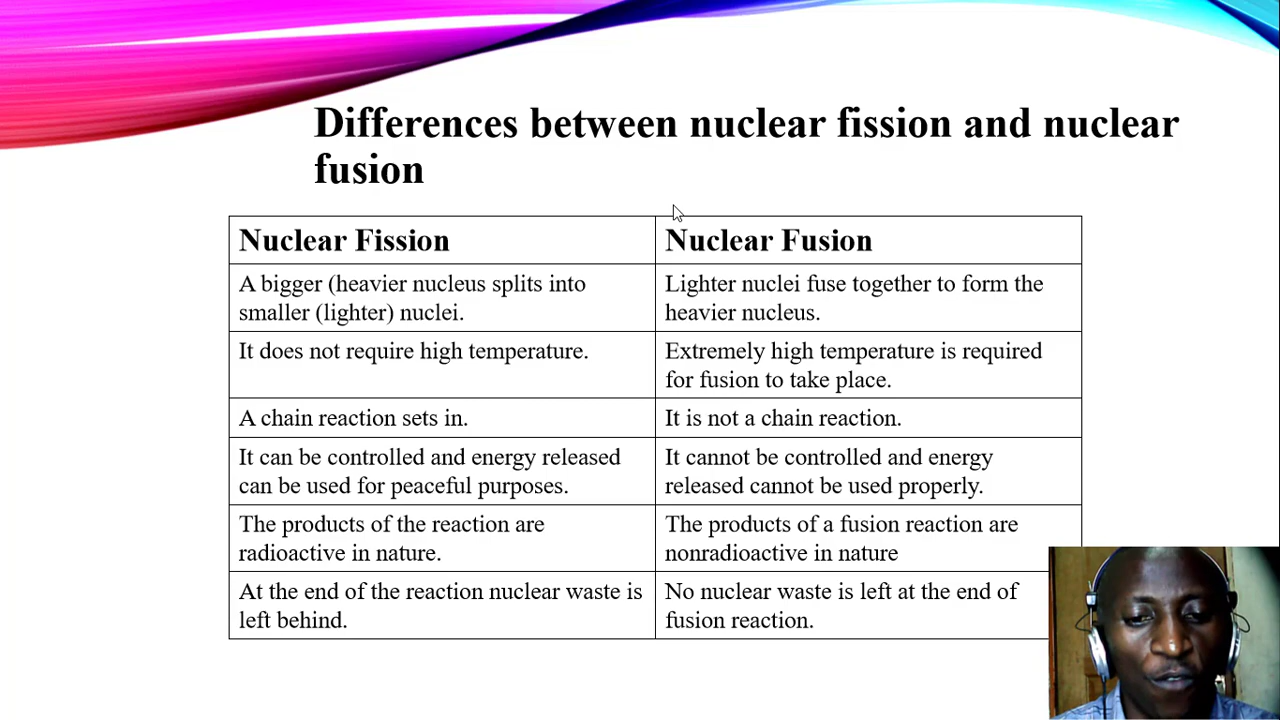 Differences between nuclear fission and nuclear
fusion
Nuclear Fission
Nuclear Fusion
A bigger (heavier nucleus splits into
smaller (lighter) nuclei.
Lighter nuclei fuse together to form the
heavier nucleus.
It does not require high temperature.
Extremely high temperature is required
for fusion to take place.
A chain reaction sets in.
It is not a chain reaction.
It can be controlled and energy released
can be used for peaceful purposes.
It cannot be controlled and energy
released cannot be used properly.
The products of the reaction are
radioactive in nature.
The products of a fusion reaction are
nonradioactive in nature
At the end of the reaction nuclear waste is
left behind.
No nuclear waste is left at the end of
fusion reaction.